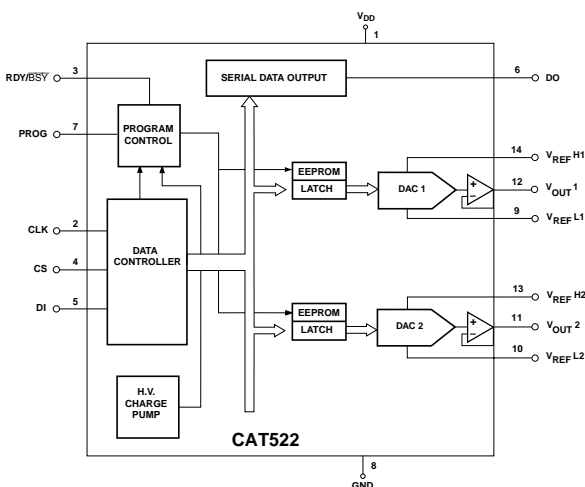 VDD
1
RDY/BSY
3
SERIAL DATA OUTPUT
6
DO
PROG
7
PROGRAM
CONTROL
14
VREF H1
EEPROM
LATCH
DAC 1
+
−
12
VOUT 1
9
VREF L1
CLK
2
DATA
CONTROLLER
CS
4
DI
5
13
VREF H2
EEPROM
LATCH
DAC 2
+
−
11
VOUT 2
10
VREF L2
H.V.
CHARGE
PUMP
CAT522
8
GND